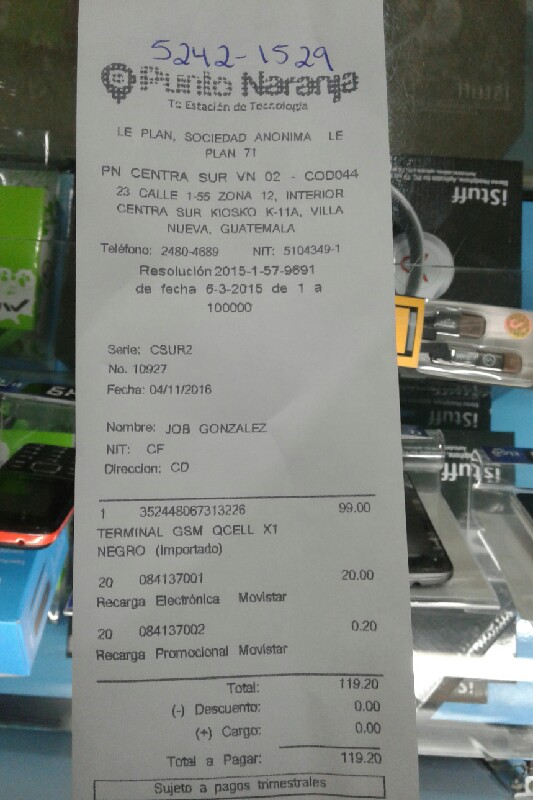 5242-1529
Punto Naranja
Tu Estación de Tecnología
LE PLAN, SOCIEDAD ANONIMA LE
PLAN 71
PN CENTRA SUR VN 02 - COD044
23 CALLE 1-55 ZONA 12, INTERIOR
CENTRA SUR KIOSKO K-11A, VILLA
NUEVA, GUATEMALA
Teléfono: 2480-4689 NIT: 5104349-1
Resolución 2015-1-57-9691
de fecha 6-3-2015 de 1 a
100000
Serie: CSUR2
No. 10927
Fecha: 04/11/2016
Nombre: JOB GONZALEZ
NIT: CF
Direccion: CD
1 352448067313226 99.00
TERMINAL GSM QCELL X1
NEGRO (Importado)
20 084137001 20.00
Recarga Electrónica Movistar
20 084137002 0.20
Recarga Promocional Movistar
Total: 119.20
(-) Descuento: 0.00
(+) Cargo: 0.00
Total a Pagar: 119.20
Sujeto a pagos trimestrales
iStuff
iStuff
iStuff